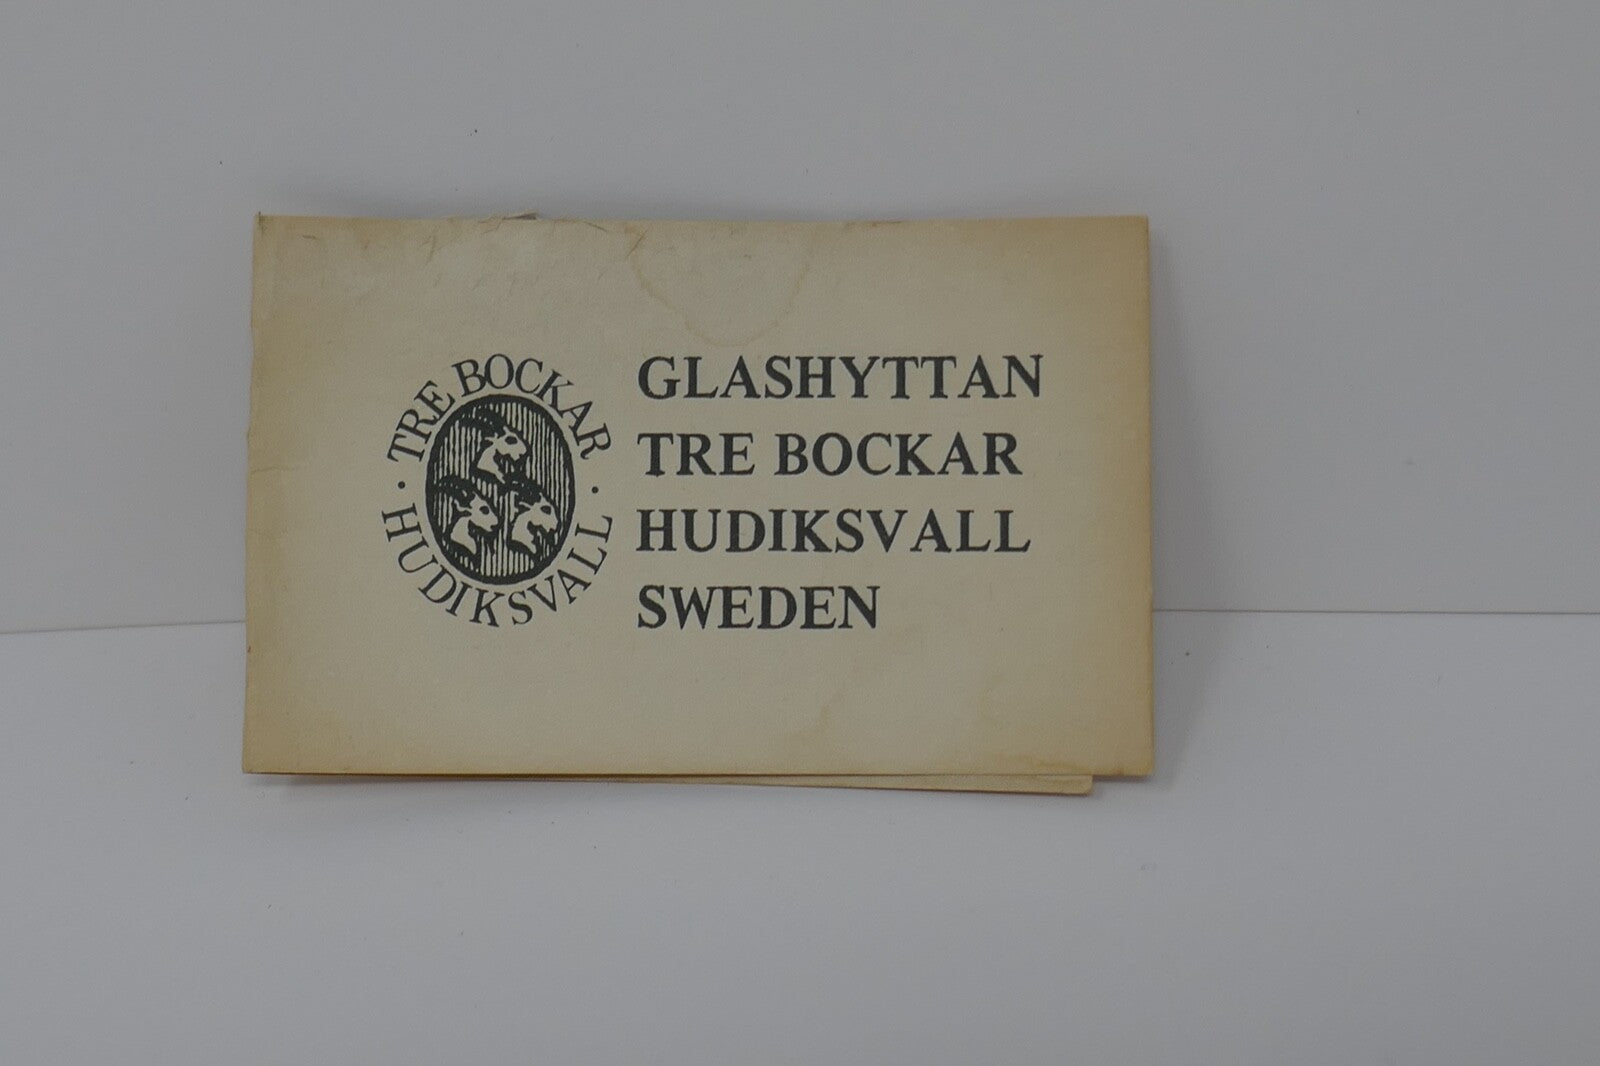 TRE BOCKAR
· HUDIKSVALL ·
GLASHYTTAN
TRE BOCKAR
HUDIKSVALL
SWEDEN